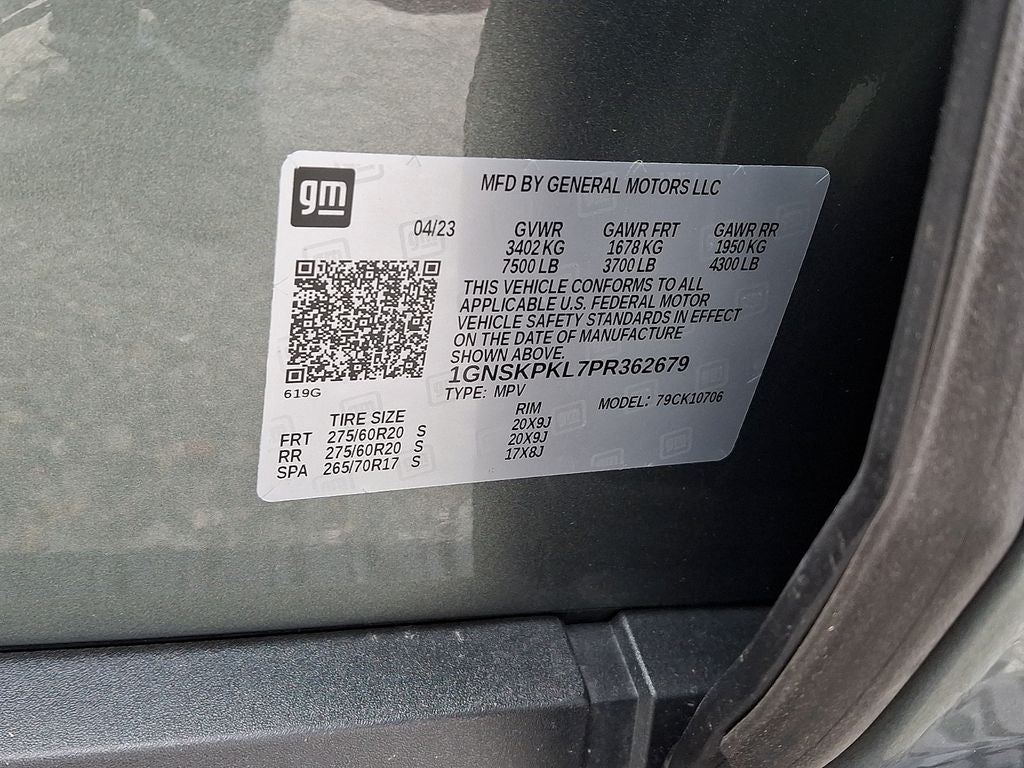 gm
MFD BY GENERAL MOTORS LLC
04/23 GVWR GAWR FRT GAWR RR
3402 KG 1678 KG 1950 KG
7500 LB 3700 LB 4300 LB
THIS VEHICLE CONFORMS TO ALL
APPLICABLE U.S. FEDERAL MOTOR
VEHICLE SAFETY STANDARDS IN EFFECT
ON THE DATE OF MANUFACTURE
SHOWN ABOVE.
1GNSKPKL7PR362679
619G
TYPE: MPV MODEL: 79CK10706
TIRE SIZE RIM
FRT 275/60R20 S 20X9J
RR 275/60R20 S 20X9J
SPA 265/70R17 S 17X8J